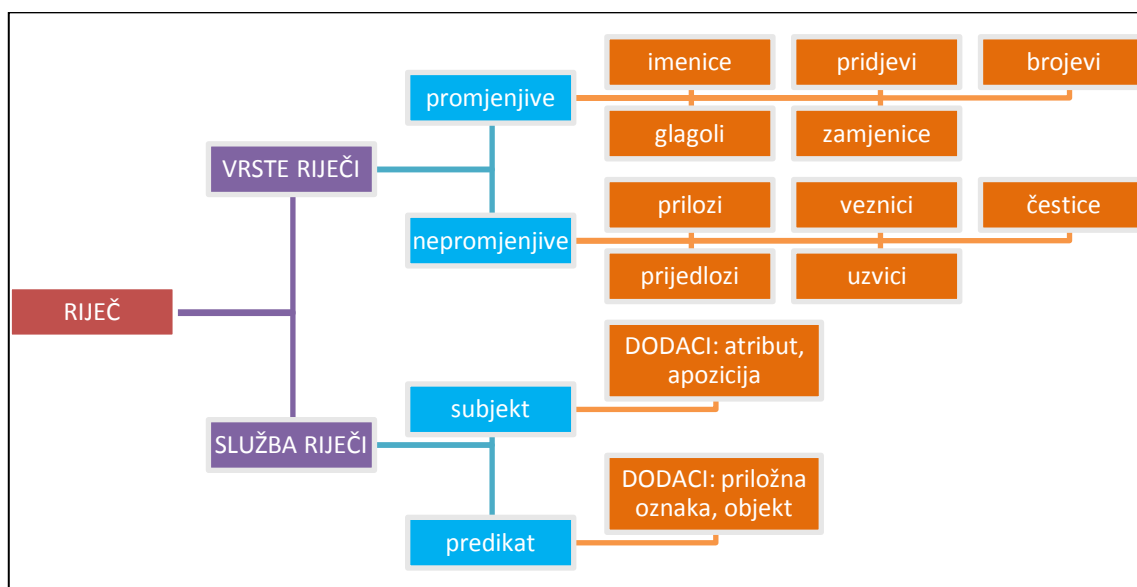 RIJEČ
VRSTE RIJEČI
promjenjive
imenice
pridjevi
brojevi
glagoli
zamjenice
nepromjenjive
prilozi
veznici
čestice
prijedlozi
uzvici
SLUŽBA RIJEČI
subjekt
DODACI: atribut,
apozicija
predikat
DODACI: priložna
oznaka, objekt